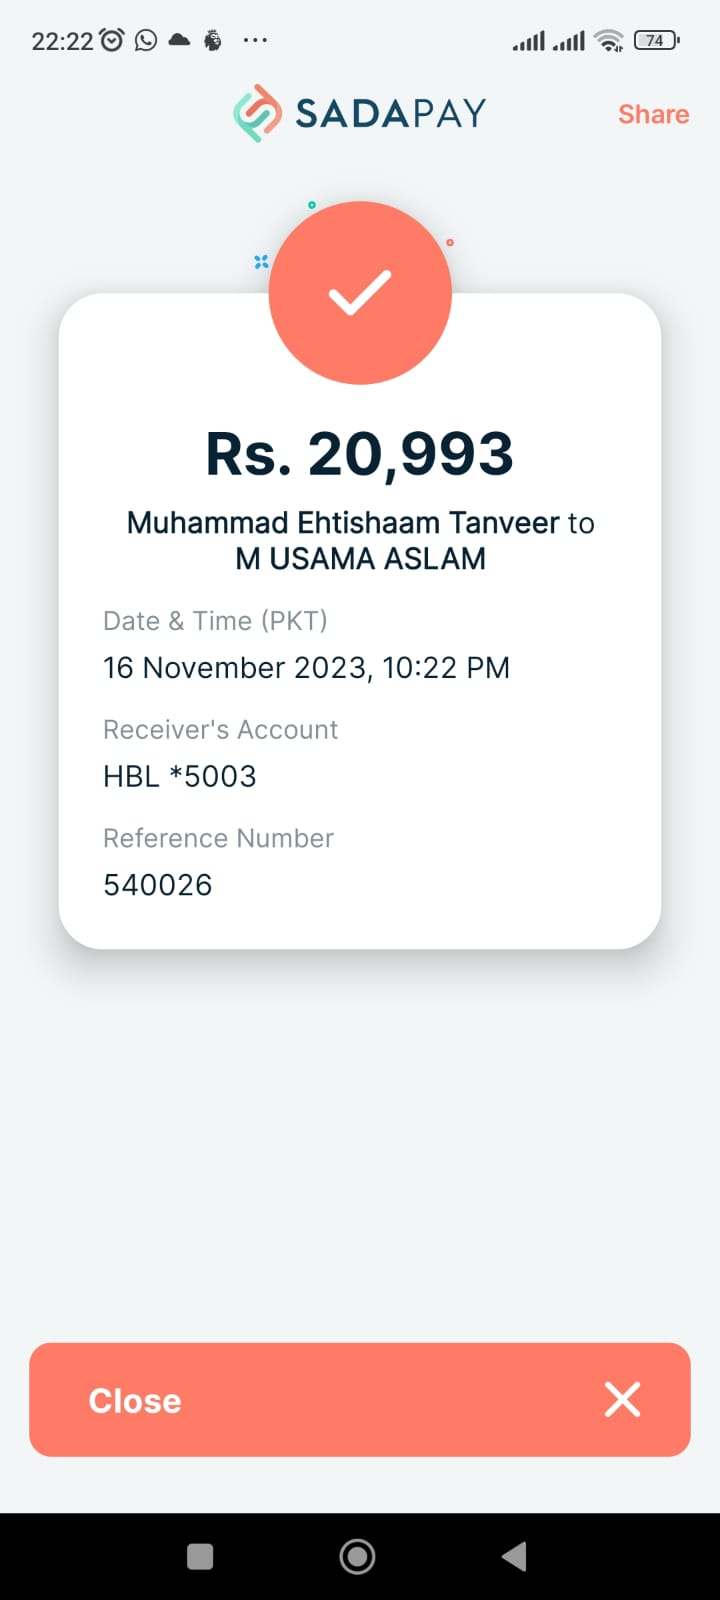 22:22
74
SADAPAY
Share
Rs. 20,993
Muhammad Ehtishaam Tanveer to
M USAMA ASLAM
Date & Time (PKT)
16 November 2023, 10:22 PM
Receiver's Account
HBL *5003
Reference Number
540026
Close